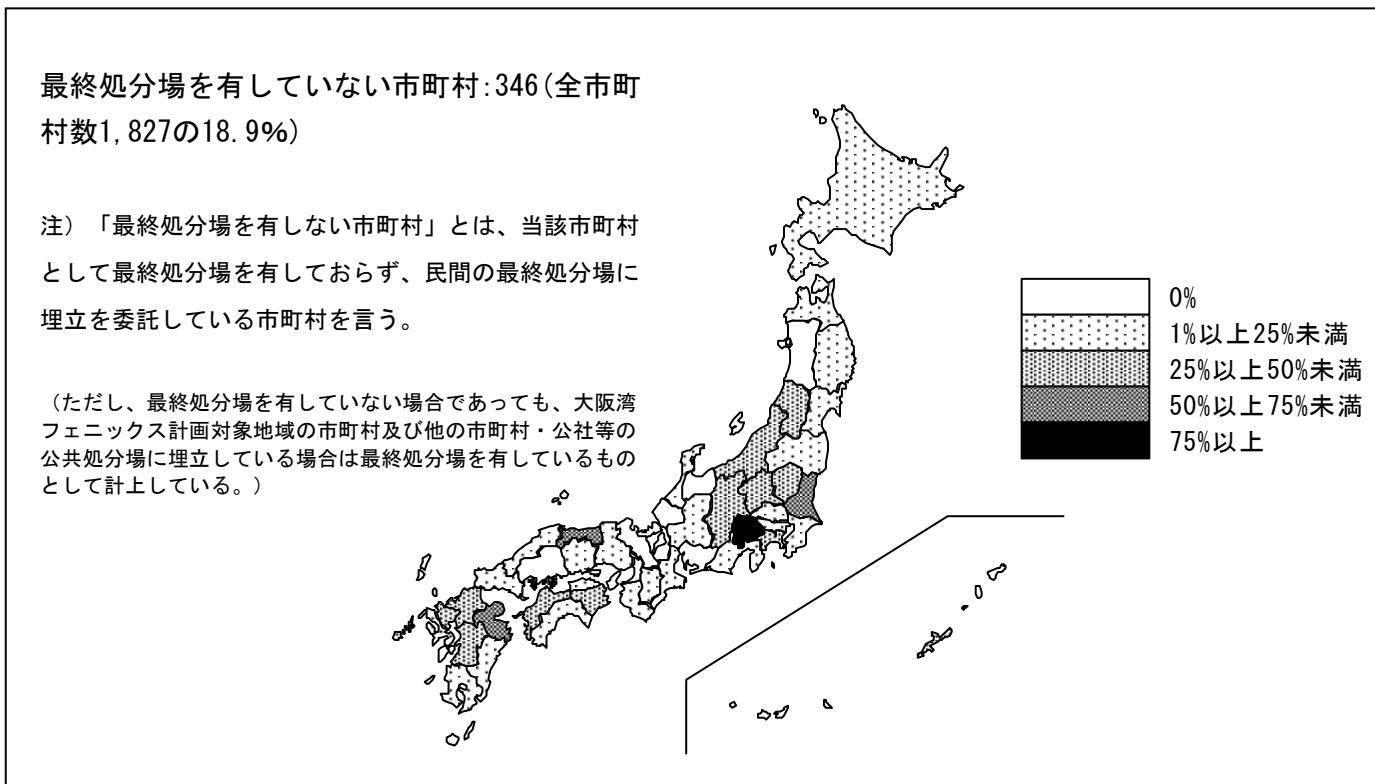 最終処分場を有していない市町村:346(全市町
村数1,827の18.9%)
注）「最終処分場を有しない市町村」とは、当該市町村
として最終処分場を有しておらず、民間の最終処分場に
埋立を委託している市町村を言う。
（ただし、最終処分場を有していない場合であっても、大阪湾
フェニックス計画対象地域の市町村及び他の市町村・公社等の
公共処分場に埋立している場合は最終処分場を有しているもの
として計上している。）
0%
1%以上25%未満
25%以上50%未満
50%以上75%未満
75%以上